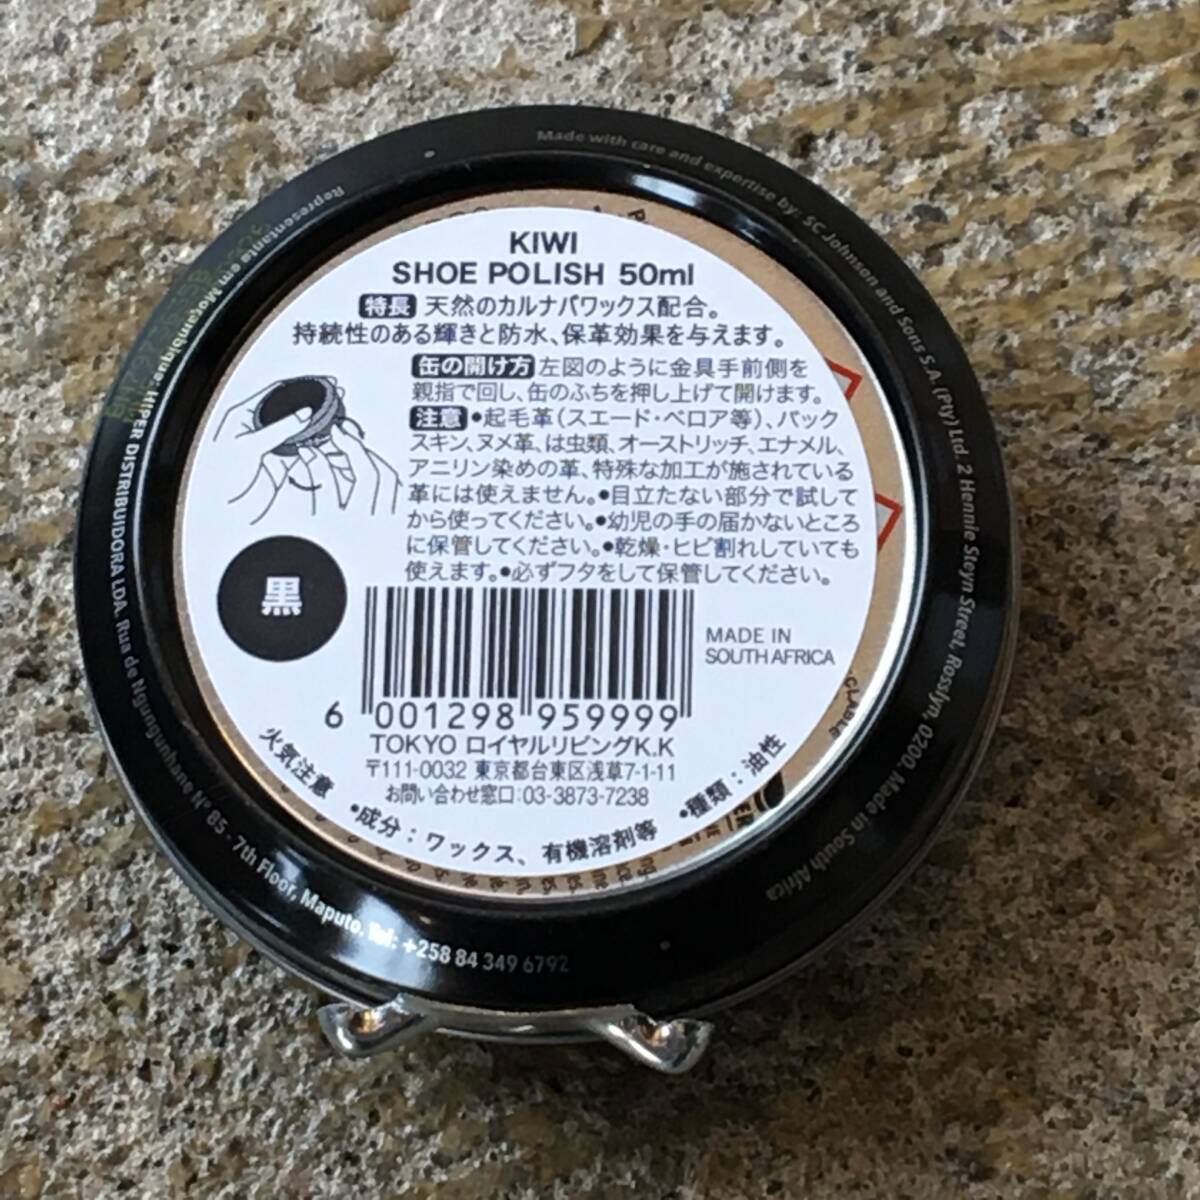 KIWI
SHOE POLISH 50ml
特長 天然のカルナバワックス配合。
持続性のある輝きと防水、保革効果を与えます。
缶の開け方 左図のように金具手前側を
親指で回し、缶のふちを押し上げて開けます。
注意 •起毛革(スエード・ベロア等)、バック
スキン、ヌメ革、は虫類、オーストリッチ、エナメル、
アニリン染めの革、特殊な加工が施されている
革には使えません。•目立たない部分で試して
から使ってください。•幼児の手の届かないところ
に保管してください。•乾燥・ヒビ割れしていても
使えます。•必ずフタをして保管してください。
黒
MADE IN
SOUTH AFRICA
6 001298 959999
TOKYO ロイヤルリビングK.K
〒111-0032 東京都台東区浅草7-1-11
お問い合わせ窓口:03-3873-7238
火気注意 •成分:ワックス、有機溶剤等 •種類:油性
Made with care and expertise by: SC Johnson and Sons S.A. (Pty) Ltd 2 Hennie Steyn Street, Rosslyn, 0200. Made in South Africa
Representante em Moçambique: HIPER DISTRIBUIDORA LDA. Rua de Ngungunhane N° 85 - 7th Floor, Maputo. Tel: +258 84 349 6792